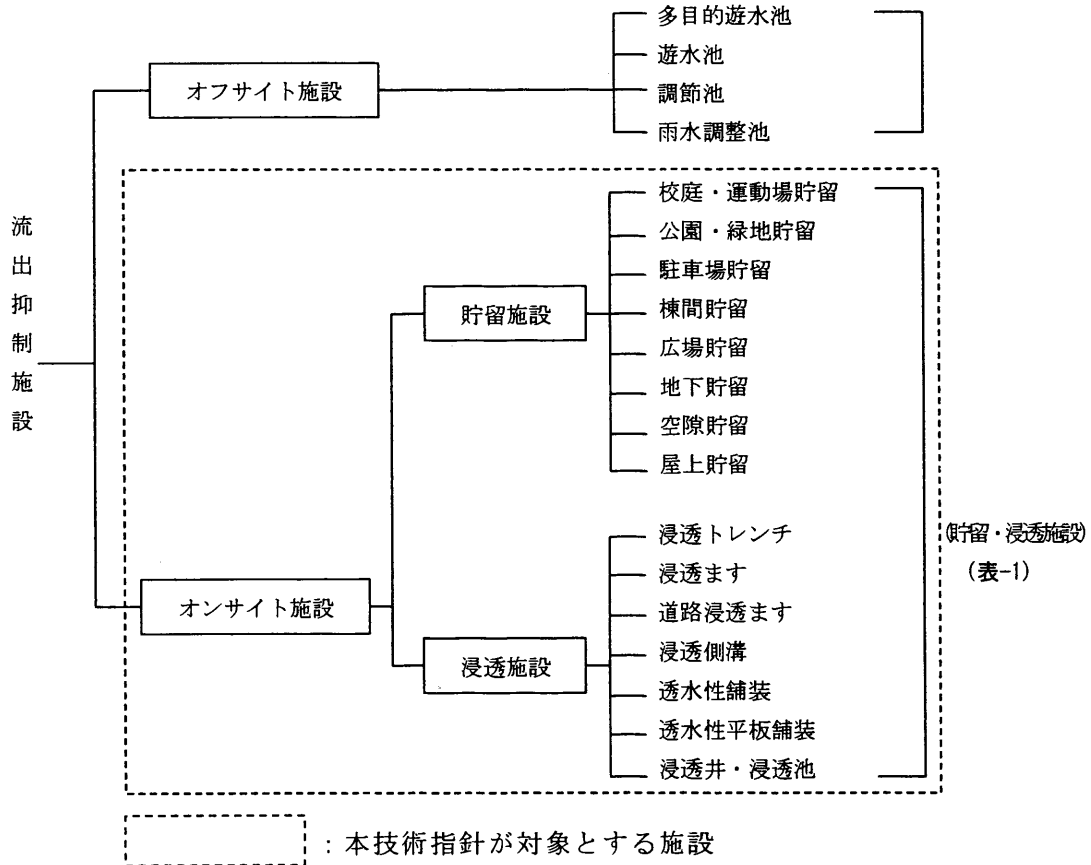 流出抑制施設
オフサイト施設
多目的遊水池
遊水池
調節池
雨水調整池
オンサイト施設
貯留施設
校庭・運動場貯留
公園・緑地貯留
駐車場貯留
棟間貯留
広場貯留
地下貯留
空隙貯留
屋上貯留
浸透施設
浸透トレンチ
浸透ます
道路浸透ます
浸透側溝
透水性舗装
透水性平板舗装
浸透井・浸透池
(貯留・浸透施設)
(表-1)
：本技術指針が対象とする施設